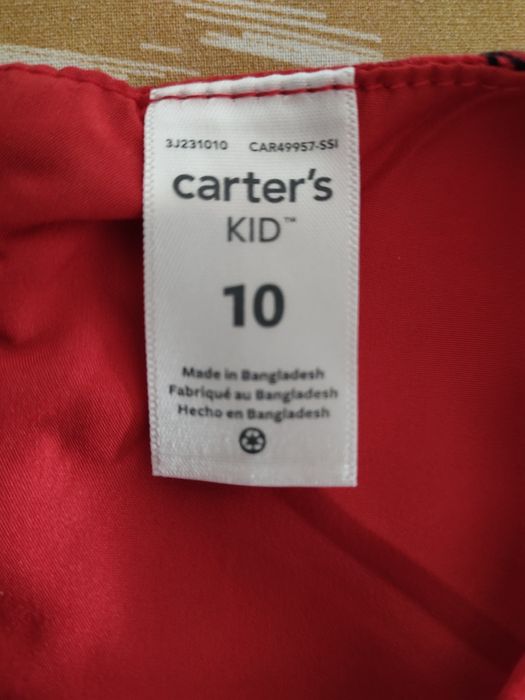 3J231010 CAR49957-SSI
carter's
KID™
10
Made in Bangladesh
Fabriqué au Bangladesh
Hecho en Bangladesh